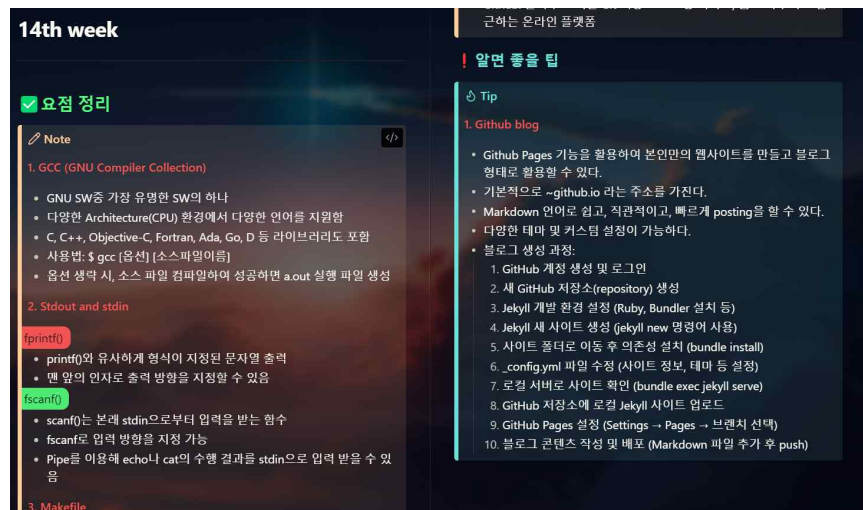 14th week
✅ 요점 정리
Note
</>
1. GCC (GNU Compiler Collection)
• GNU SW중 가장 유명한 SW의 하나
• 다양한 Architecture(CPU) 환경에서 다양한 언어를 지원함
• C, C++, Objective-C, Fortran, Ada, Go, D 등 라이브러리도 포함
• 사용법: $ gcc [옵션] [소스파일이름]
• 옵션 생략 시, 소스 파일 컴파일하여 성공하면 a.out 실행 파일 생성
2. Stdout and stdin
fprintf()
• printf()와 유사하게 형식이 지정된 문자열 출력
• 맨 앞의 인자로 출력 방향을 지정할 수 있음
fscanf()
• scanf()는 본래 stdin으로부터 입력을 받는 함수
• fscanf로 입력 방향을 지정 가능
• Pipe를 이용해 echo나 cat의 수행 결과를 stdin으로 입력 받을 수 있
음
3. Makefile
근하는 온라인 플랫폼
❗ 알면 좋을 팁
Tip
1. Github blog
• Github Pages 기능을 활용하여 본인만의 웹사이트를 만들고 블로그
형태로 활용할 수 있다.
• 기본적으로 ~github.io 라는 주소를 가진다.
• Markdown 언어로 쉽고, 직관적이고, 빠르게 posting을 할 수 있다.
• 다양한 테마 및 커스텀 설정이 가능하다.
• 블로그 생성 과정:
1. GitHub 계정 생성 및 로그인
2. 새 GitHub 저장소(repository) 생성
3. Jekyll 개발 환경 설정 (Ruby, Bundler 설치 등)
4. Jekyll 새 사이트 생성 (jekyll new 명령어 사용)
5. 사이트 폴더로 이동 후 의존성 설치 (bundle install)
6. _config.yml 파일 수정 (사이트 정보, 테마 등 설정)
7. 로컬 서버로 사이트 확인 (bundle exec jekyll serve)
8. GitHub 저장소에 로컬 Jekyll 사이트 업로드
9. GitHub Pages 설정 (Settings → Pages → 브랜치 선택)
10. 블로그 콘텐츠 작성 및 배포 (Markdown 파일 추가 후 push)